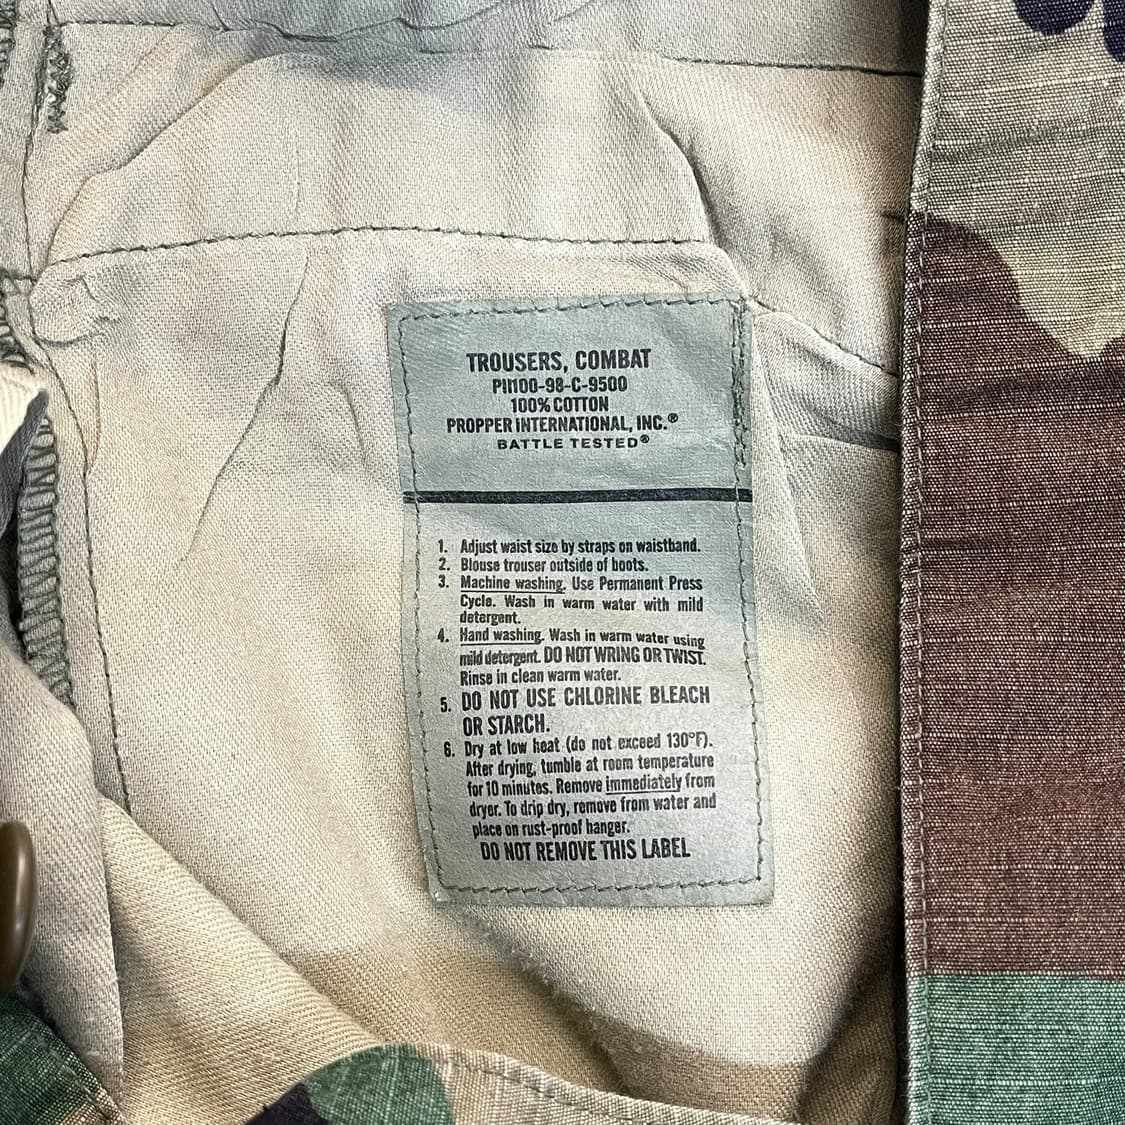 TROUSERS, COMBAT
PI1100-98-C-9500
100% COTTON
PROPPER INTERNATIONAL, INC.®
BATTLE TESTED®
1. Adjust waist size by straps on waistband.
2. Blouse trouser outside of boots.
3. Machine washing. Use Permanent Press
Cycle. Wash in warm water with mild
detergent.
4. Hand washing. Wash in warm water using
mild detergent. DO NOT WRING OR TWIST.
Rinse in clean warm water.
5. DO NOT USE CHLORINE BLEACH
OR STARCH.
6. Dry at low heat (do not exceed 130°F).
After drying, tumble at room temperature
for 10 minutes. Remove immediately from
dryer. To drip dry, remove from water and
place on rust-proof hanger.
DO NOT REMOVE THIS LABEL